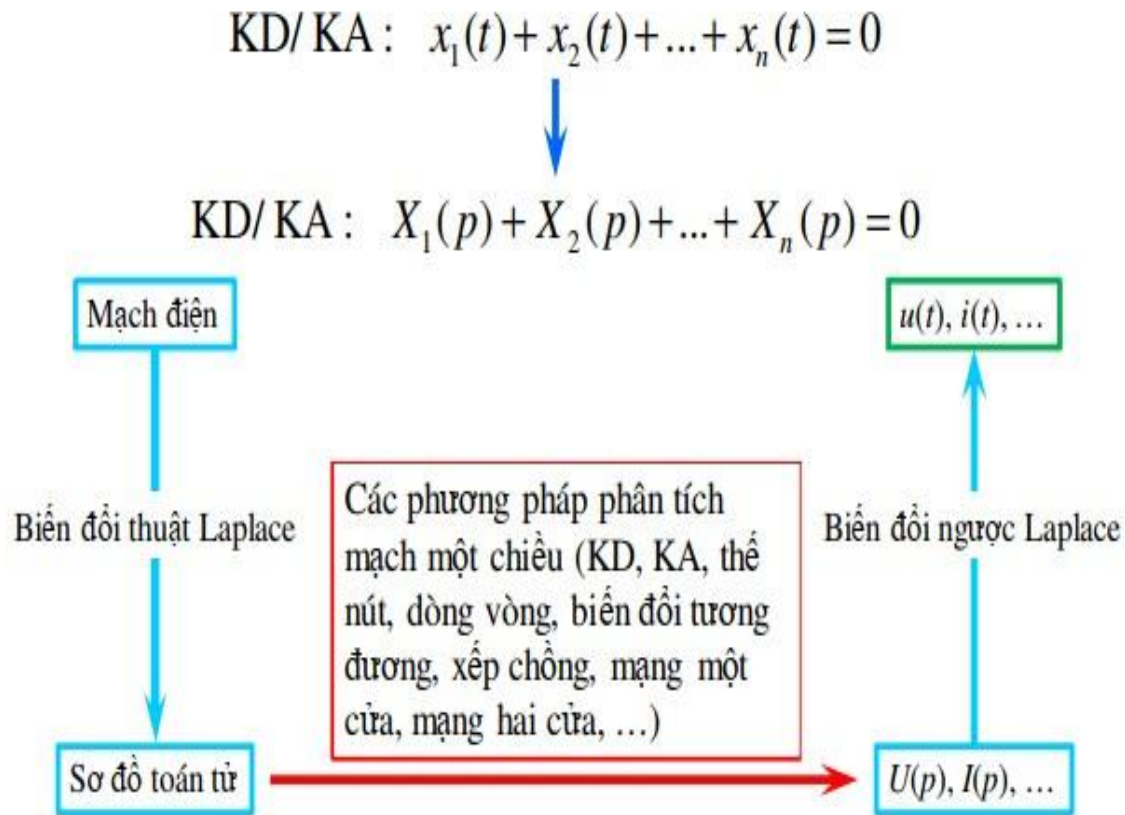 KD/ KA : x₁(t)+x₂(t)+...+xₙ(t)=0
KD/ KA : X₁(p)+X₂(p)+...+Xₙ(p)=0
Mạch điện
u(t), i(t), …
Biến đổi thuật Laplace
Các phương pháp phân tích
mạch một chiều (KD, KA, thế
nút, dòng vòng, biến đổi tương
đương, xếp chồng, mạng một
cửa, mạng hai cửa, …)
Biến đổi ngược Laplace
Sơ đồ toán tử
U(p), I(p), …